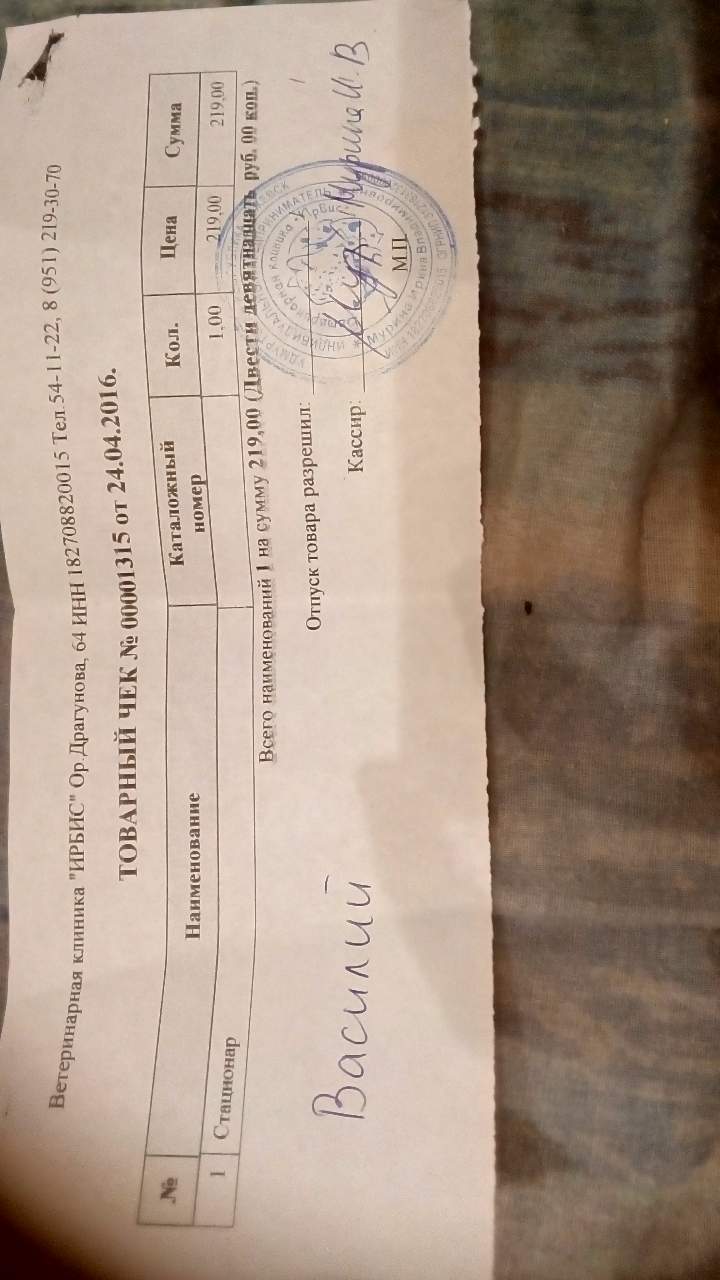 Ветеринарная клиника "ИРБИС" Ор.Драгунова, 64 ИНН 182708820015 Тел.54-11-22, 8 (951) 219-30-70
ТОВАРНЫЙ ЧЕК № 00001315 от 24.04.2016.
№ Наименование Каталожный номер Кол. Цена Сумма
1 Стационар 1,00 219,00 219,00
Всего наименований 1 на сумму 219,00 (Двести девятнадцать руб. 00 коп.)
Отпуск товара разрешил:
Кассир: Мурина И.В
М.П.
Василий